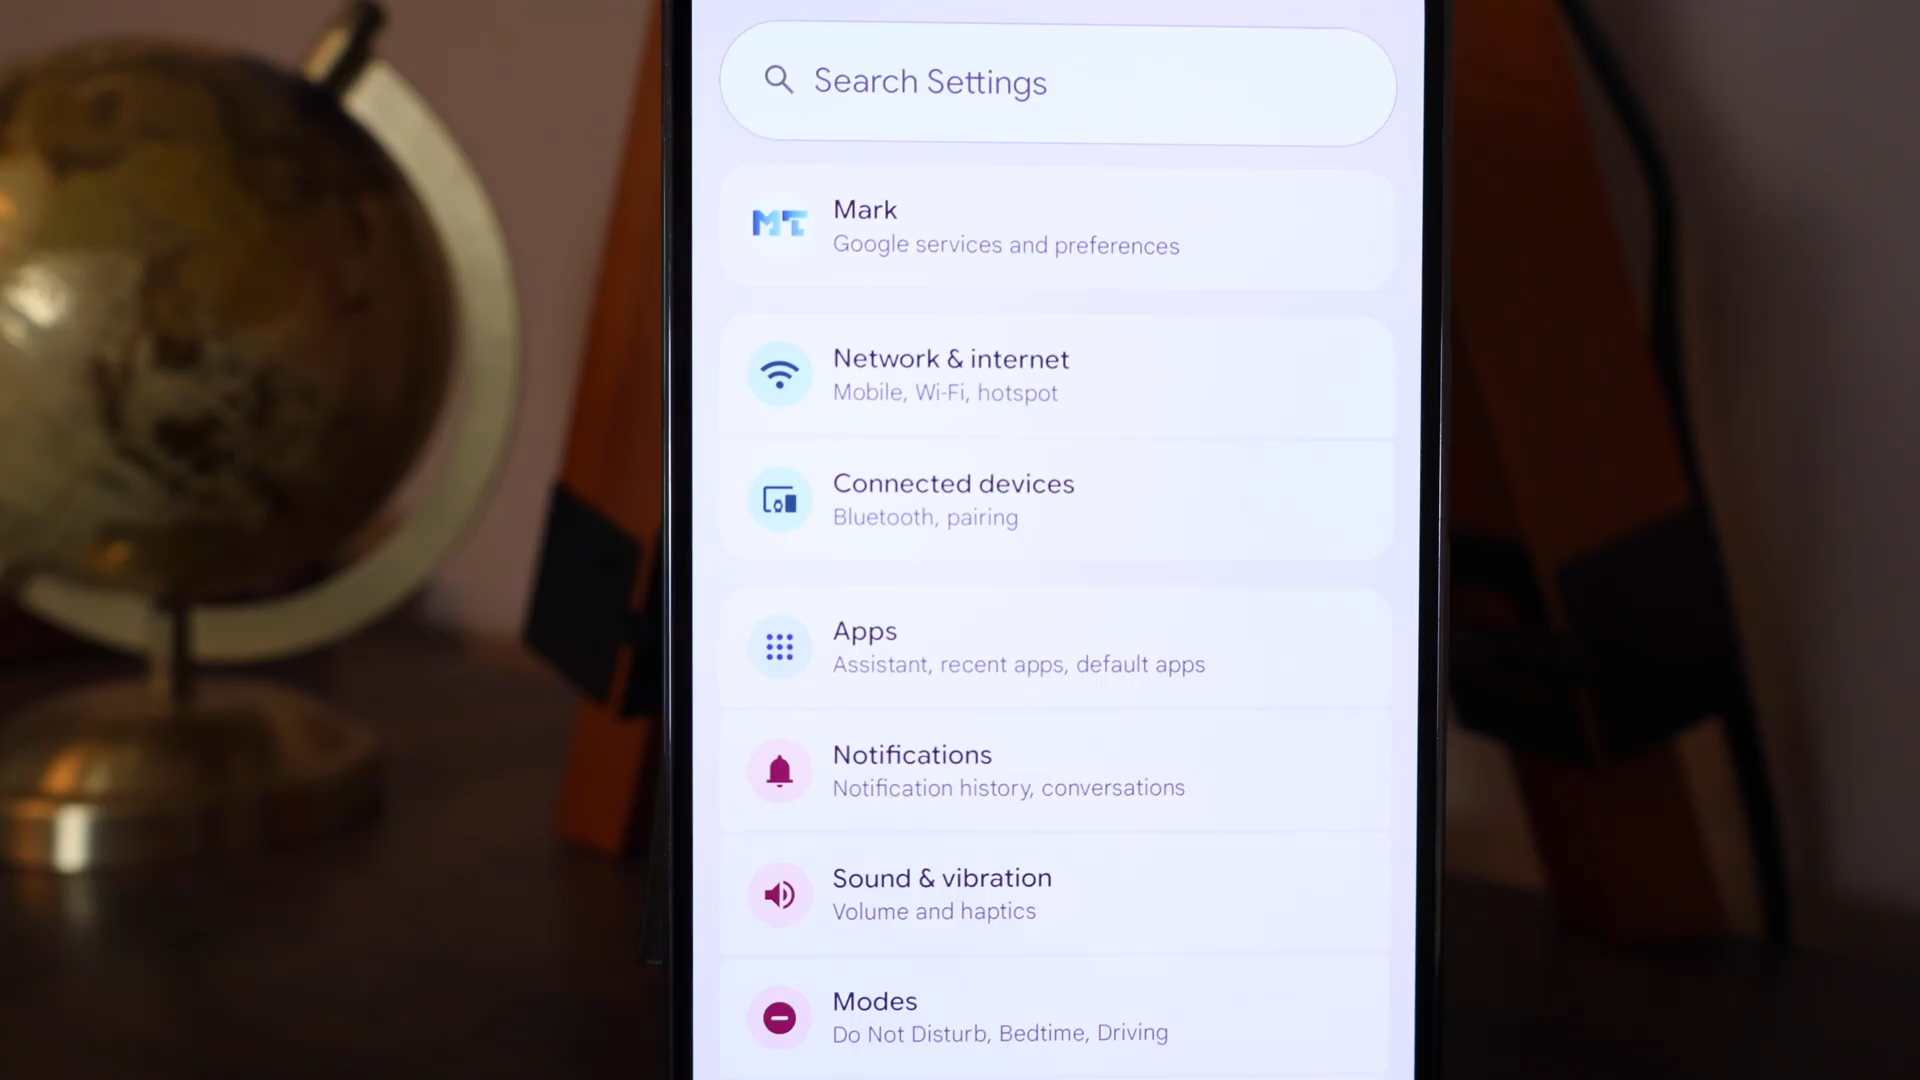 Search Settings
MT
Mark
Google services and preferences
Network & internet
Mobile, Wi-Fi, hotspot
Connected devices
Bluetooth, pairing
Apps
Assistant, recent apps, default apps
Notifications
Notification history, conversations
Sound & vibration
Volume and haptics
Modes
Do Not Disturb, Bedtime, Driving